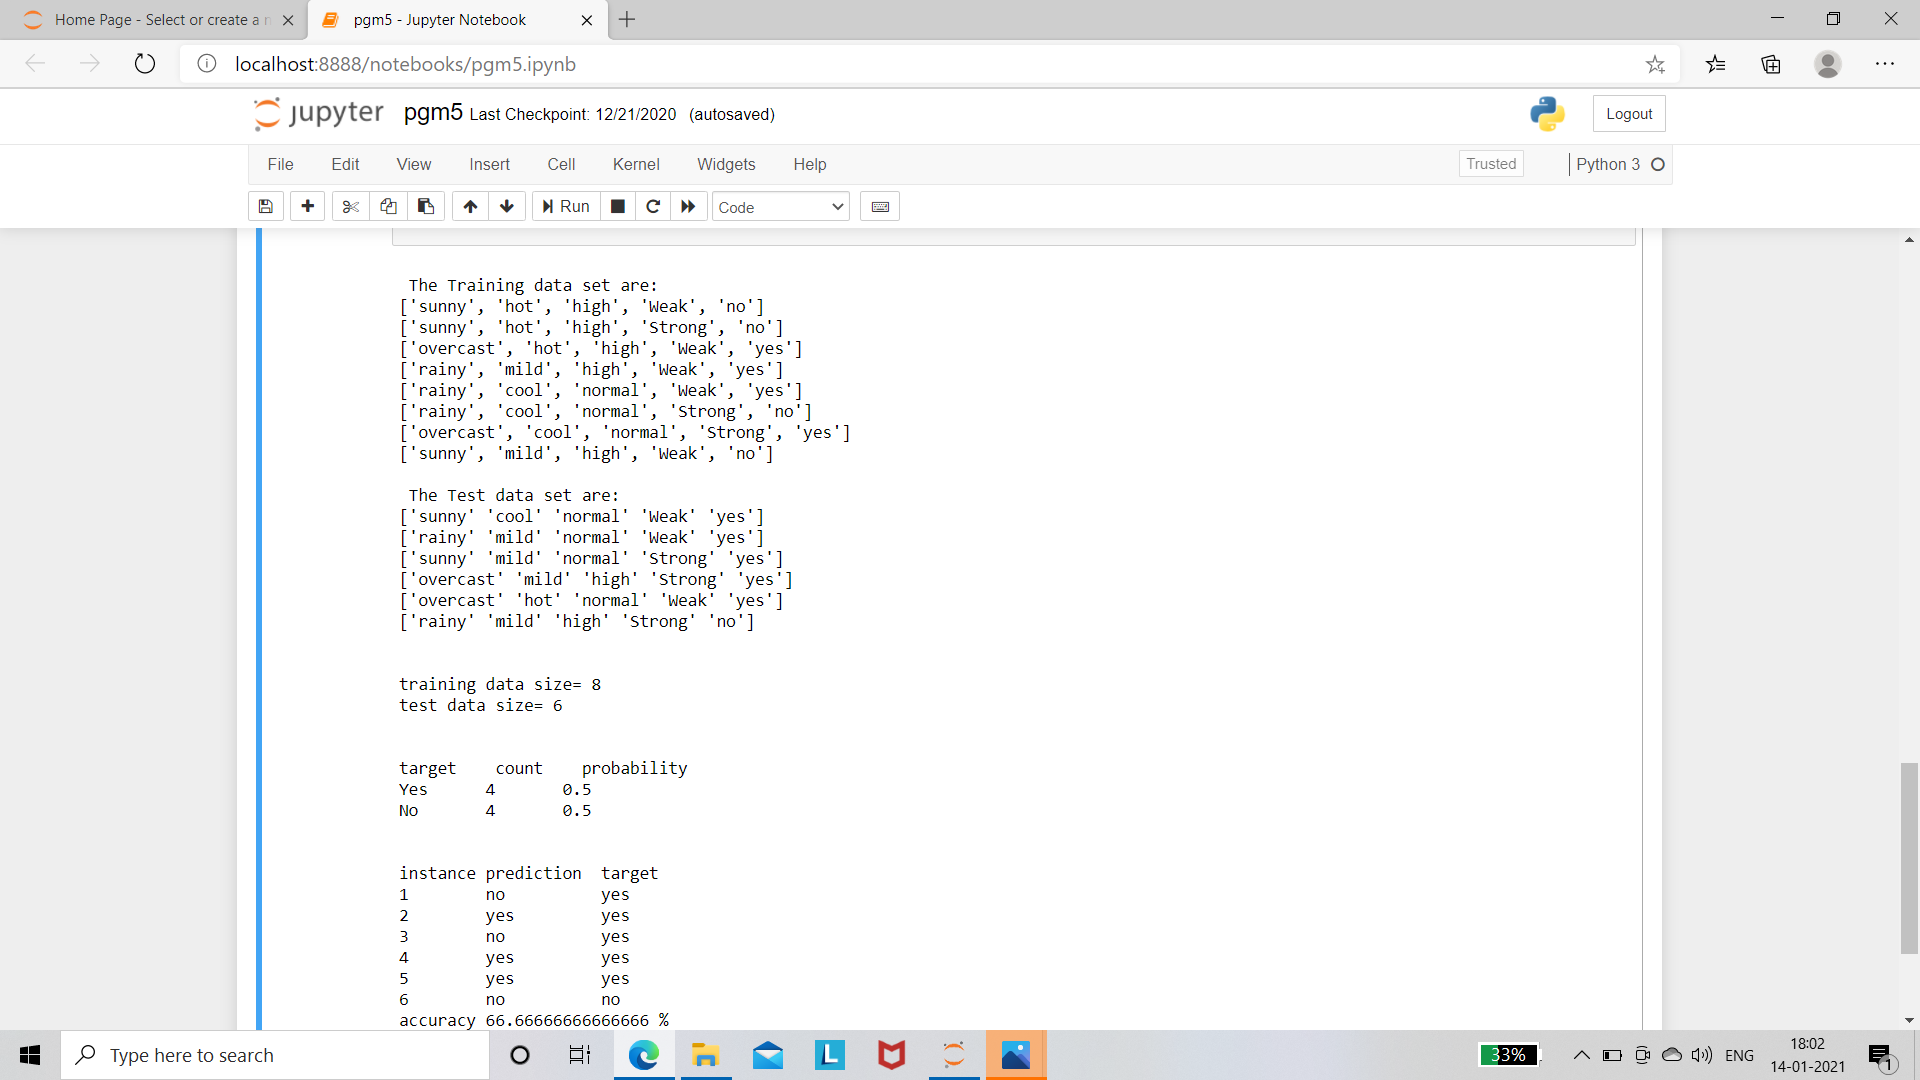 Home Page - Select or create a n
pgm5 - Jupyter Notebook
localhost:8888/notebooks/pgm5.ipynb
jupyter pgm5 Last Checkpoint: 12/21/2020 (autosaved)
Logout
File Edit View Insert Cell Kernel Widgets Help
Trusted
Python 3
Run
Code
The Training data set are:
['sunny', 'hot', 'high', 'Weak', 'no']
['sunny', 'hot', 'high', 'Strong', 'no']
['overcast', 'hot', 'high', 'Weak', 'yes']
['rainy', 'mild', 'high', 'Weak', 'yes']
['rainy', 'cool', 'normal', 'Weak', 'yes']
['rainy', 'cool', 'normal', 'Strong', 'no']
['overcast', 'cool', 'normal', 'Strong', 'yes']
['sunny', 'mild', 'high', 'Weak', 'no']
The Test data set are:
['sunny' 'cool' 'normal' 'Weak' 'yes']
['rainy' 'mild' 'normal' 'Weak' 'yes']
['sunny' 'mild' 'normal' 'Strong' 'yes']
['overcast' 'mild' 'high' 'Strong' 'yes']
['overcast' 'hot' 'normal' 'Weak' 'yes']
['rainy' 'mild' 'high' 'Strong' 'no']
training data size= 8
test data size= 6
target count probability
Yes 4 0.5
No 4 0.5
instance prediction target
1 no yes
2 yes yes
3 no yes
4 yes yes
5 yes yes
6 no no
accuracy 66.66666666666666 %
Type here to search
L
33%
ENG
18:02
14-01-2021
1